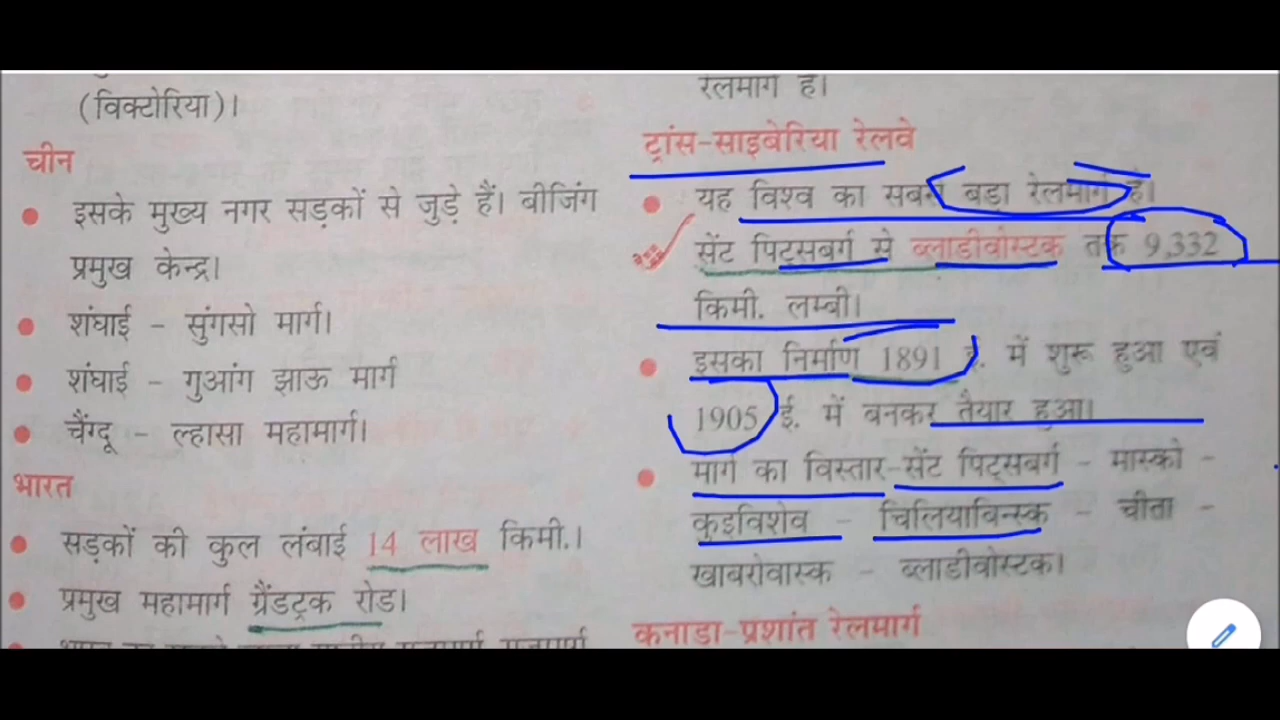 (विक्टोरिया)।
चीन
इसके मुख्य नगर सड़कों से जुड़े हैं। बीजिंग
प्रमुख केन्द्र।
शंघाई - सुंगसो मार्ग।
शंघाई - गुआंग झाऊ मार्ग
चैंग्दू - ल्हासा महामार्ग।
भारत
सड़कों की कुल लंबाई 14 लाख किमी.।
प्रमुख महामार्ग ग्रैंडट्रक रोड।
रेलमार्ग है।
ट्रांस-साइबेरिया रेलवे
यह विश्व का सबसे बड़ा रेलमार्ग है।
सेंट पिट्सबर्ग से ब्लाडीवोस्टक तक 9,332
किमी. लम्बी।
इसका निर्माण 1891 ई. में शुरू हुआ एवं
1905 ई. में बनकर तैयार हुआ।
मार्ग का विस्तार-सेंट पिट्सबर्ग - मास्को -
कुइविशेव - चिलियाबिन्स्क - चीता -
खाबरोवास्क - ब्लाडीवोस्टक।
कनाडा-प्रशांत रेलमार्ग